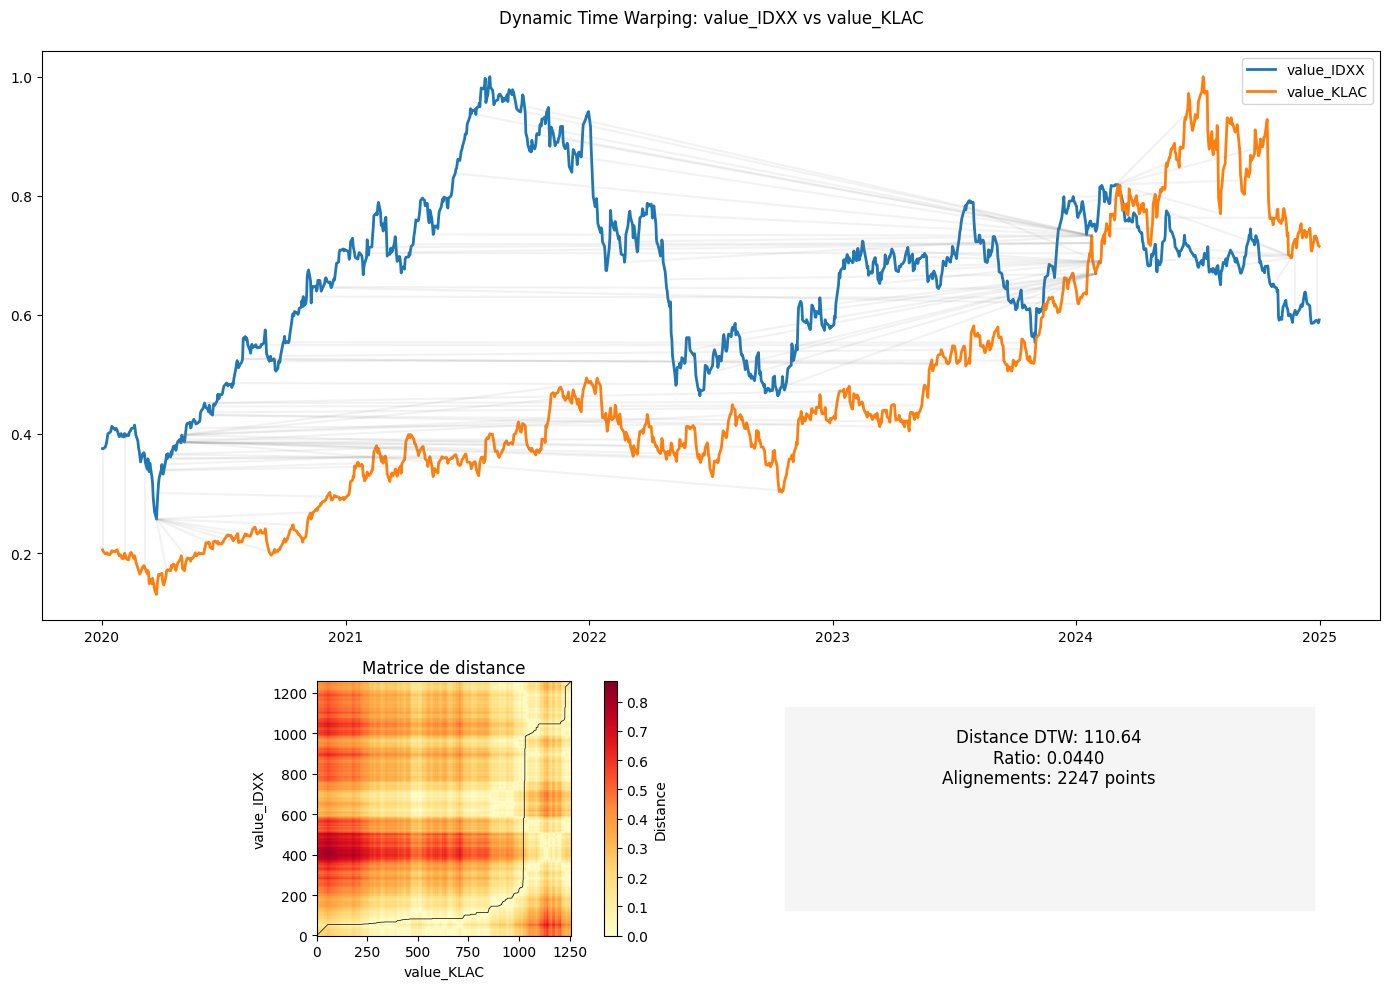 Dynamic Time Warping: value_IDXX vs value_KLAC
value_IDXX
value_KLAC
1.0
0.8
0.6
0.4
0.2
2020 2021 2022 2023 2024 2025
Matrice de distance
value_IDXX
1200
1000
800
600
400
200
0
0 250 500 750 1000 1250
value_KLAC
0.8
0.7
0.6
0.5
0.4
0.3
0.2
0.1
0.0
Distance
Distance DTW: 110.64
Ratio: 0.0440
Alignements: 2247 points